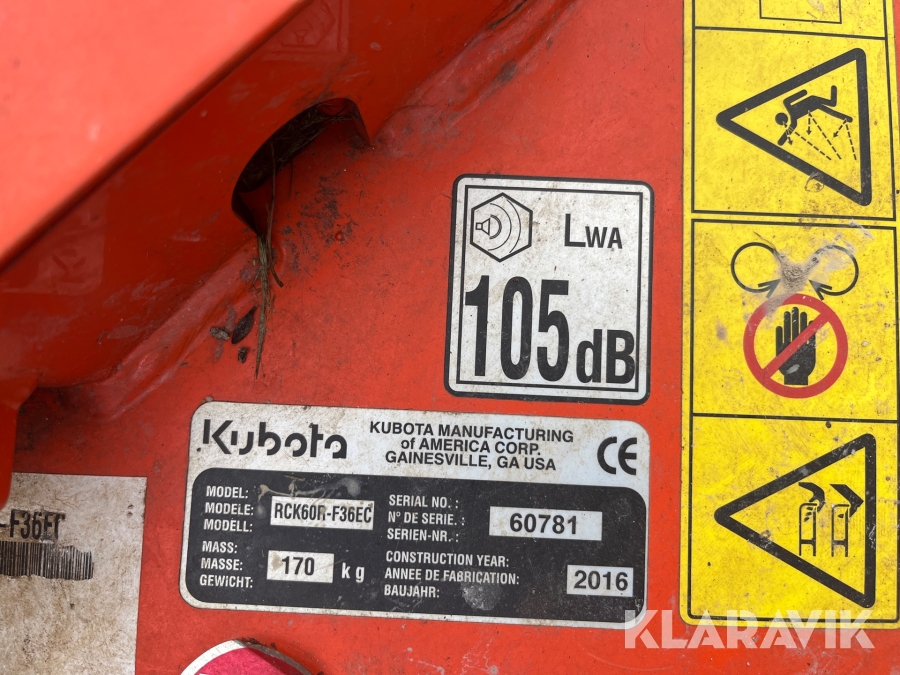 LWA
105dB
Kubota
KUBOTA MANUFACTURING
of AMERICA CORP.
GAINESVILLE, GA USA
CE
MODEL:
MODELE:
MODELL:
RCK60R-F36EC
SERIAL NO. :
N° DE SERIE. :
SERIEN-NR. :
60781
MASS:
MASSE:
GEWICHT:
170 kg
CONSTRUCTION YEAR:
ANNEE DE FABRICATION:
BAUJAHR:
2016
-F36EC
KLARAVIK